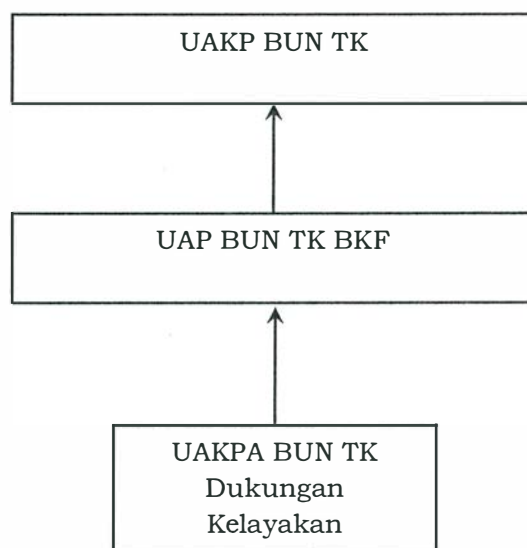 UAKP BUN TK
UAP BUN TK BKF
UAKPA BUN TK
Dukungan
Kelayakan